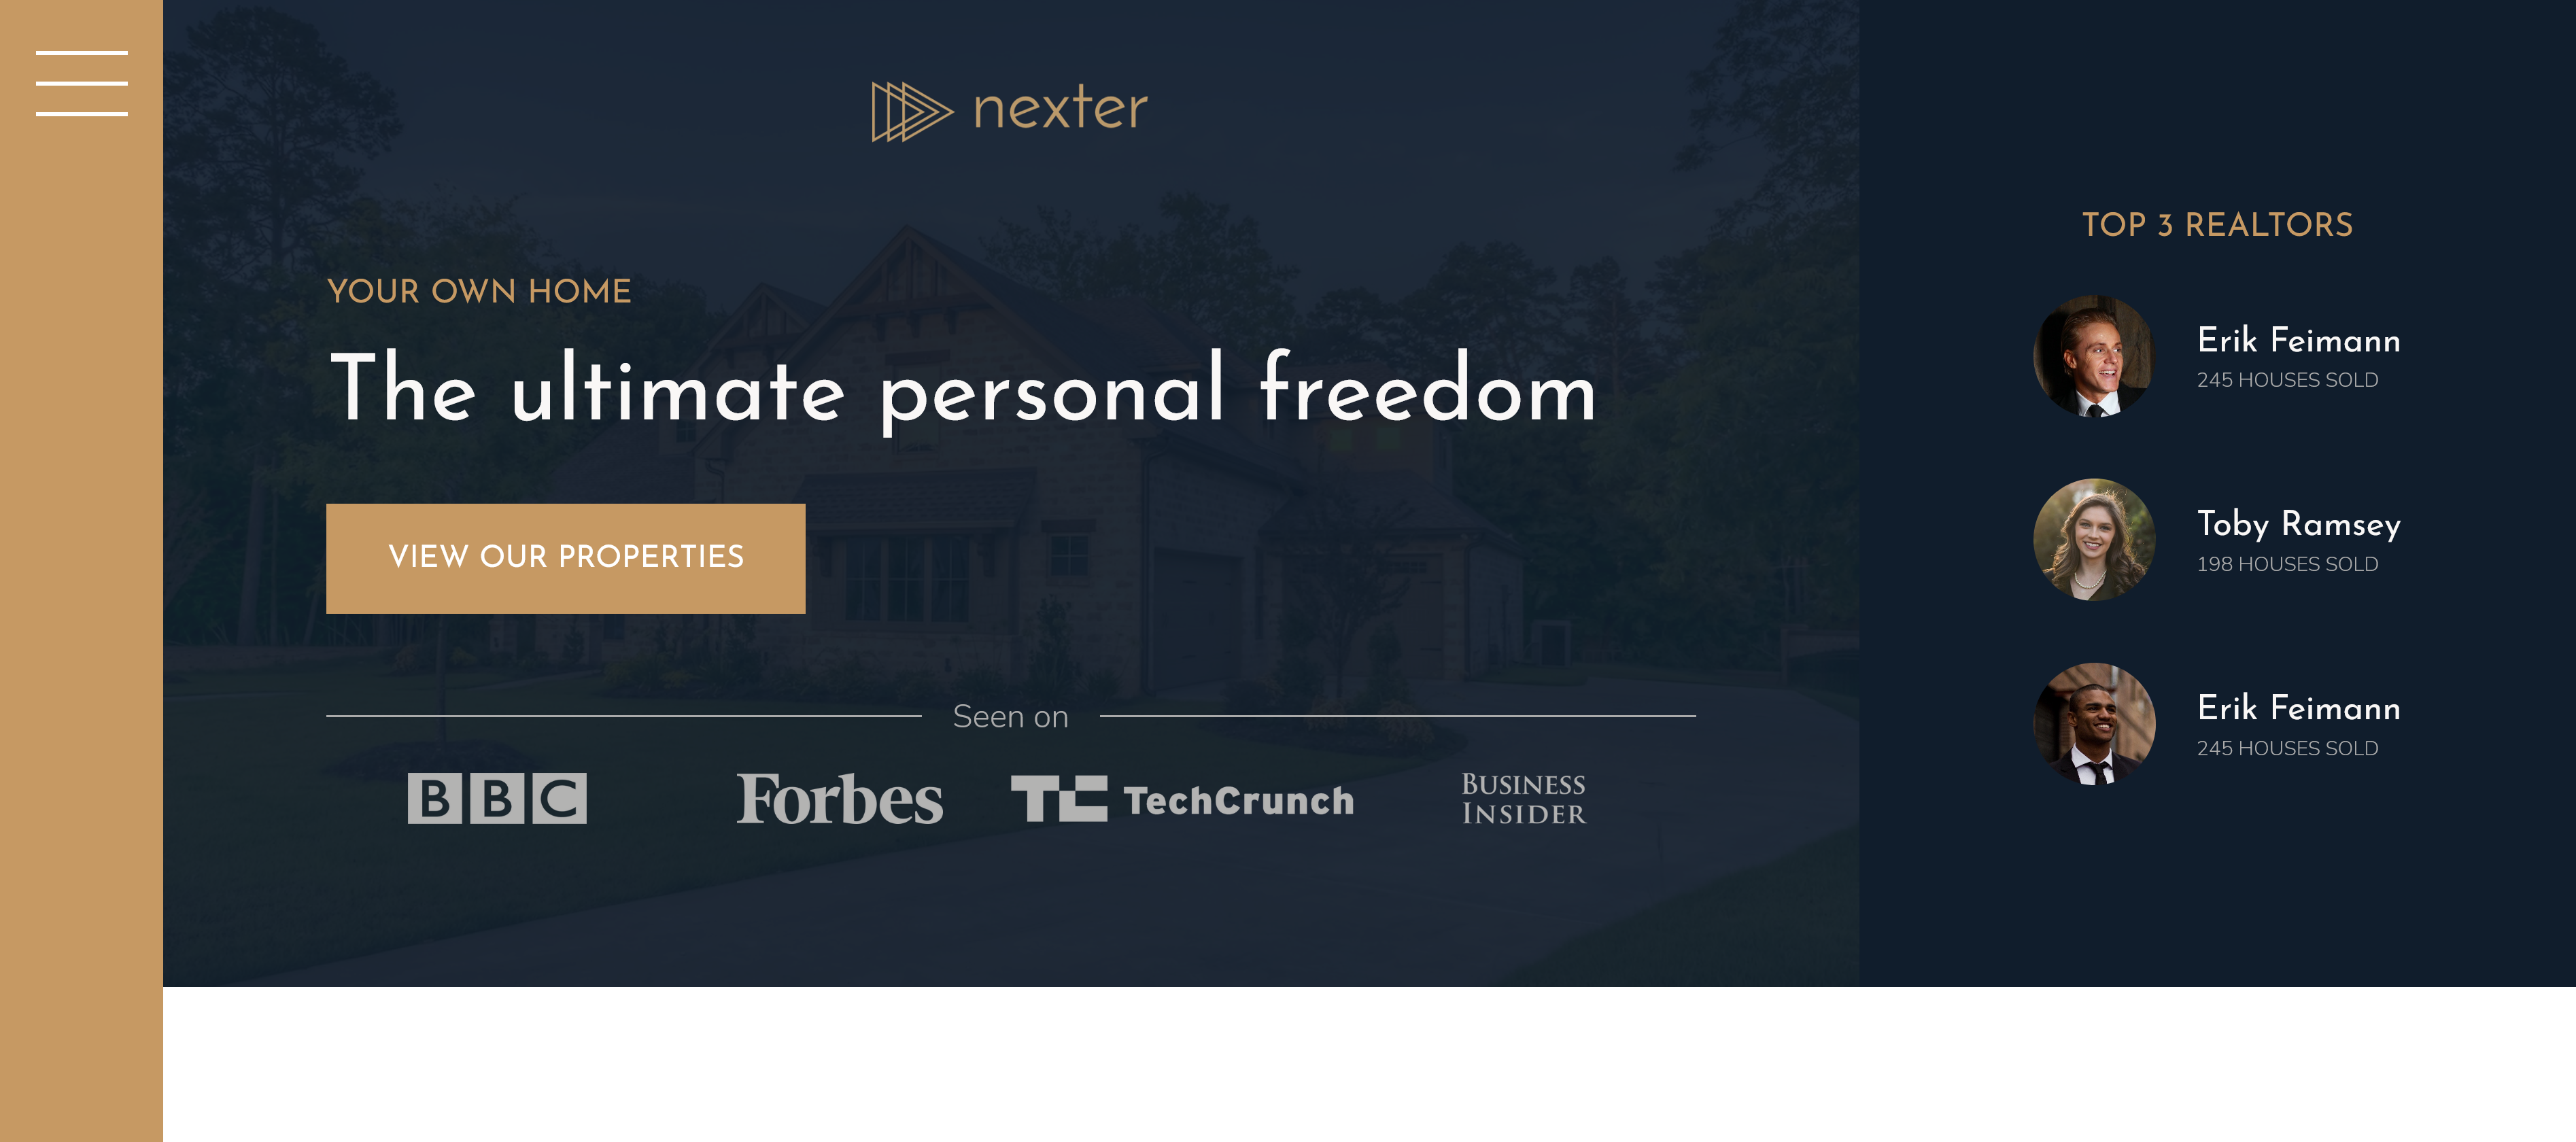 nexter
YOUR OWN HOME
The ultimate personal freedom
VIEW OUR PROPERTIES
Seen on
BBC
Forbes
TC TechCrunch
BUSINESS
INSIDER
TOP 3 REALTORS
Erik Feimann
245 HOUSES SOLD
Toby Ramsey
198 HOUSES SOLD
Erik Feimann
245 HOUSES SOLD